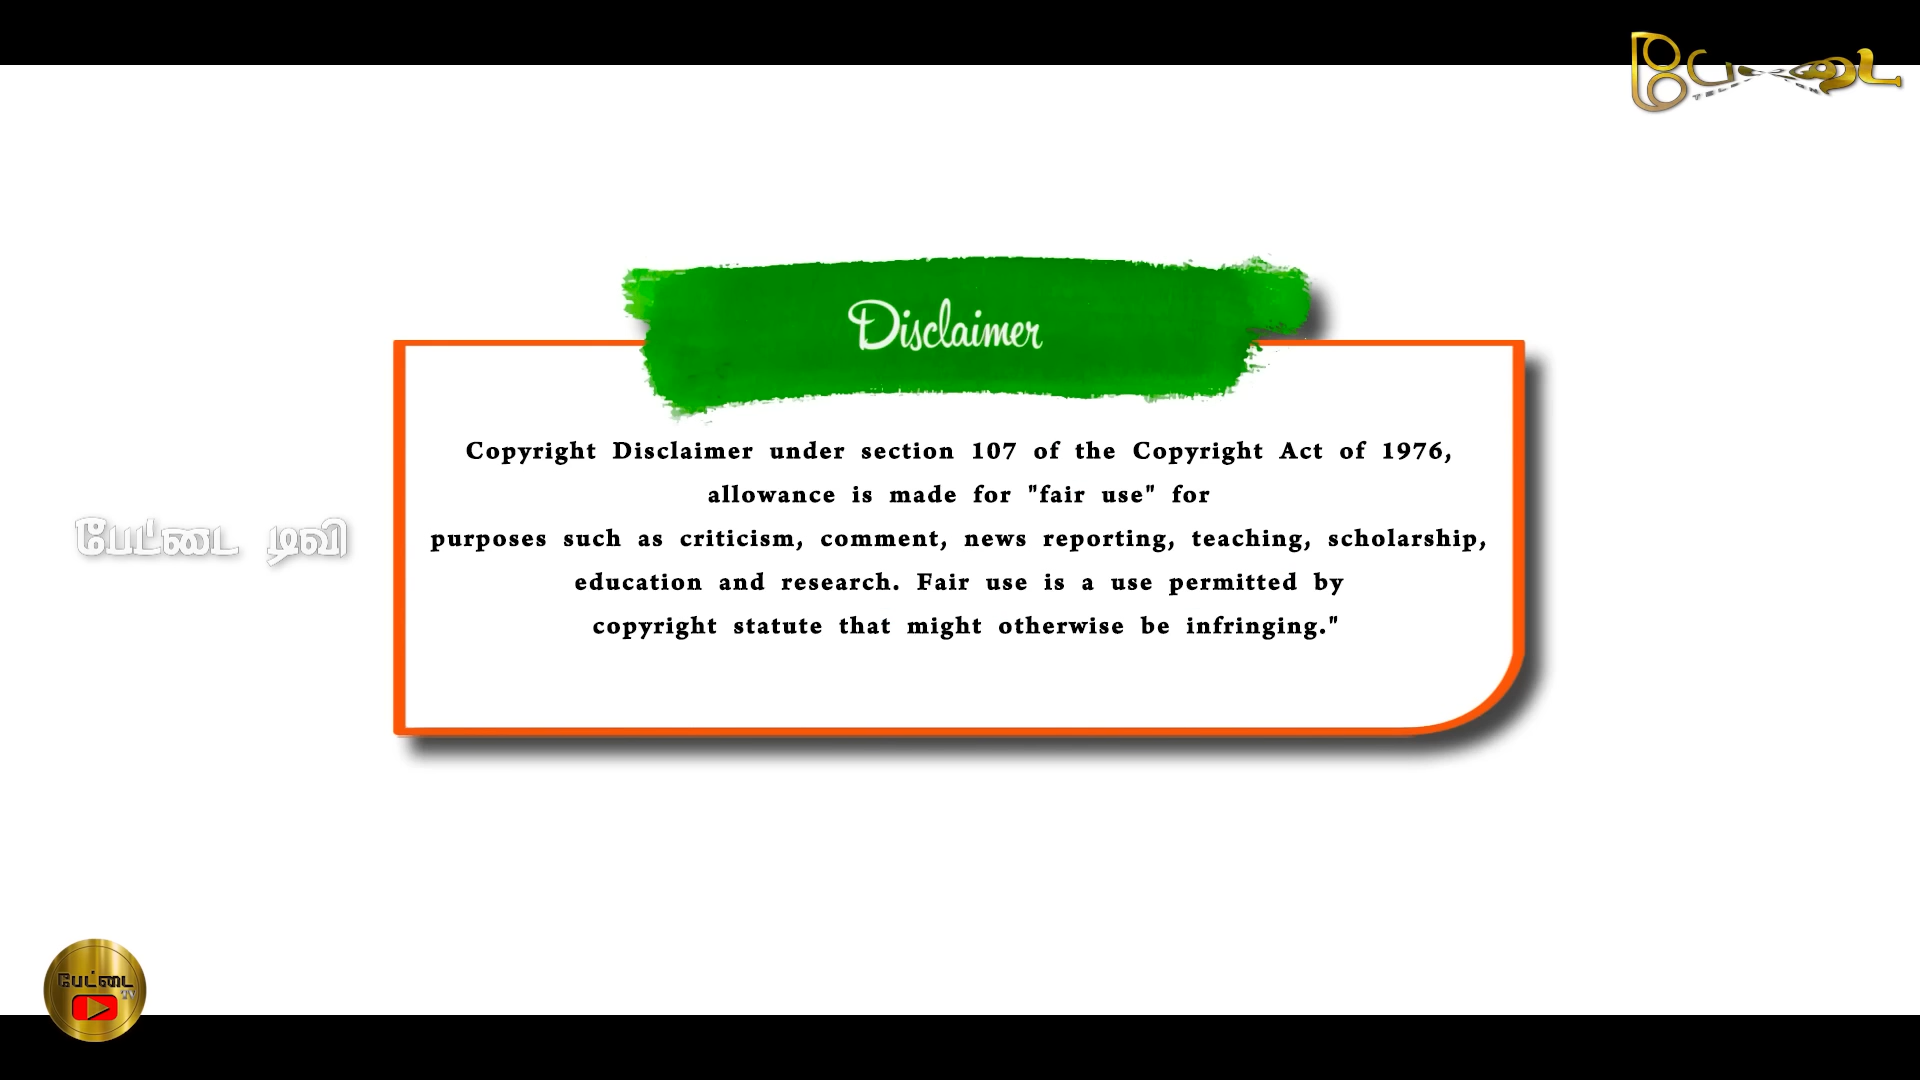 பேட்டை
Disclaimer
Copyright Disclaimer under section 107 of the Copyright Act of 1976,
allowance is made for "fair use" for
purposes such as criticism, comment, news reporting, teaching, scholarship,
education and research. Fair use is a use permitted by
copyright statute that might otherwise be infringing."
பேட்டை டிவி
பேட்டை
TV